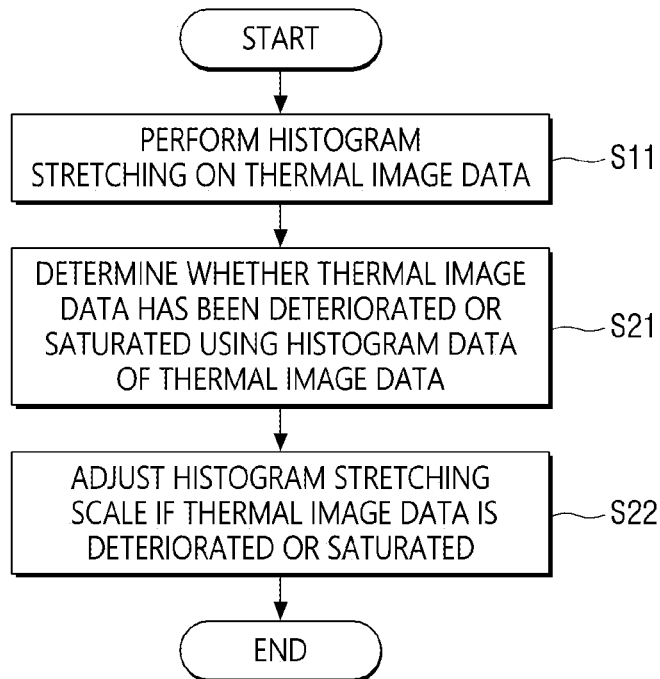 START
PERFORM HISTOGRAM
STRETCHING ON THERMAL IMAGE DATA
S11
DETERMINE WHETHER THERMAL IMAGE
DATA HAS BEEN DETERIORATED OR
SATURATED USING HISTOGRAM DATA
OF THERMAL IMAGE DATA
S21
ADJUST HISTOGRAM STRETCHING
SCALE IF THERMAL IMAGE DATA IS
DETERIORATED OR SATURATED
S22
END